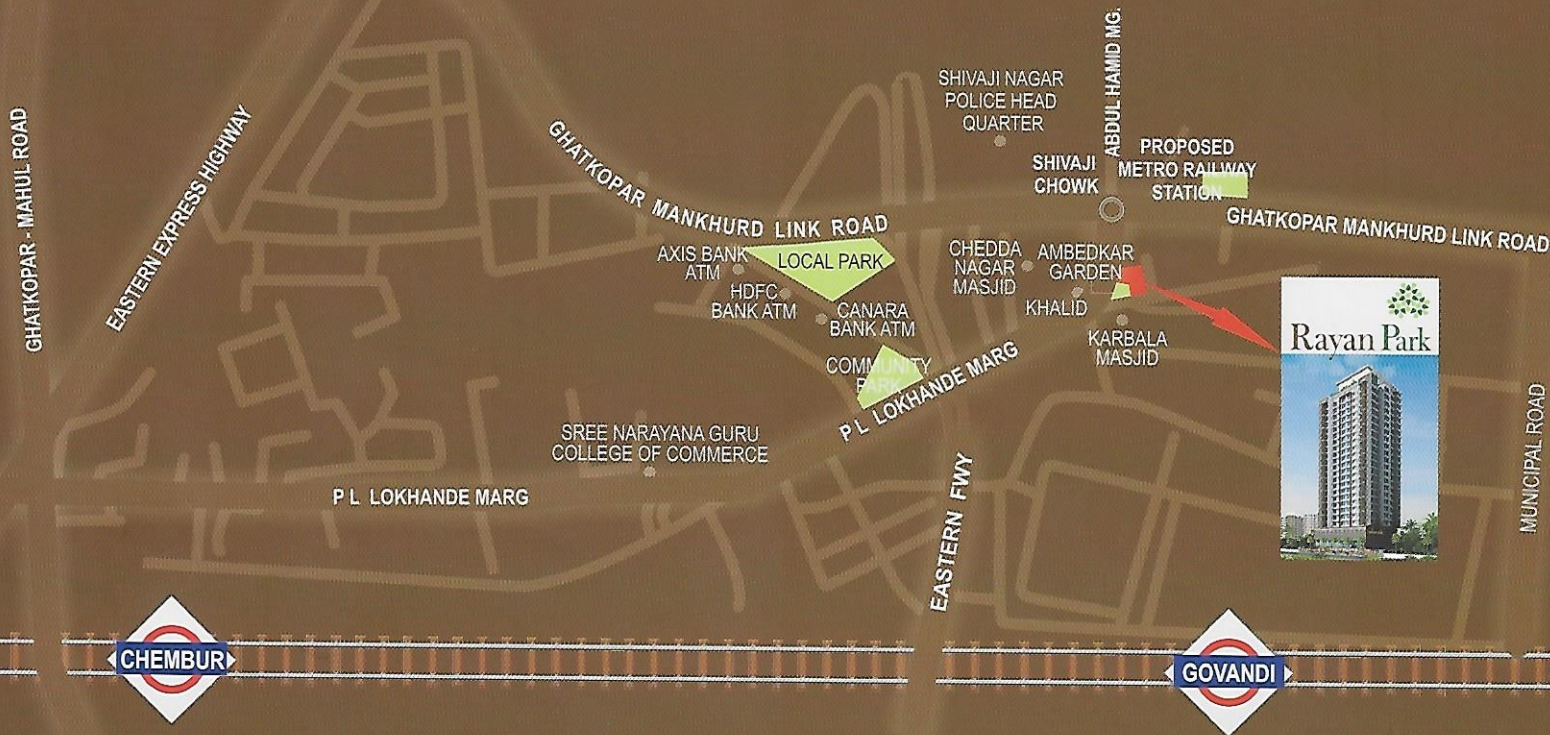 GHATKOPAR - MAHUL ROAD
EASTERN EXPRESS HIGHWAY
GHATKOPAR MANKHURD LINK ROAD
SHIVAJI NAGAR
POLICE HEAD
QUARTER
ABDUL HAMID MG.
SHIVAJI
CHOWK
PROPOSED
METRO RAILWAY
STATION
GHATKOPAR MANKHURD LINK ROAD
AXIS BANK
ATM
LOCAL PARK
HDFC
BANK ATM
CANARA
BANK ATM
CHEDDA
NAGAR
MASJID
AMBEDKAR
GARDEN
KHALID
KARBALA
MASJID
Rayan Park
COMMUNITY
PARK
P L LOKHANDE MARG
SREE NARAYANA GURU
COLLEGE OF COMMERCE
P L LOKHANDE MARG
EASTERN FWY
MUNICIPAL ROAD
CHEMBUR
GOVANDI